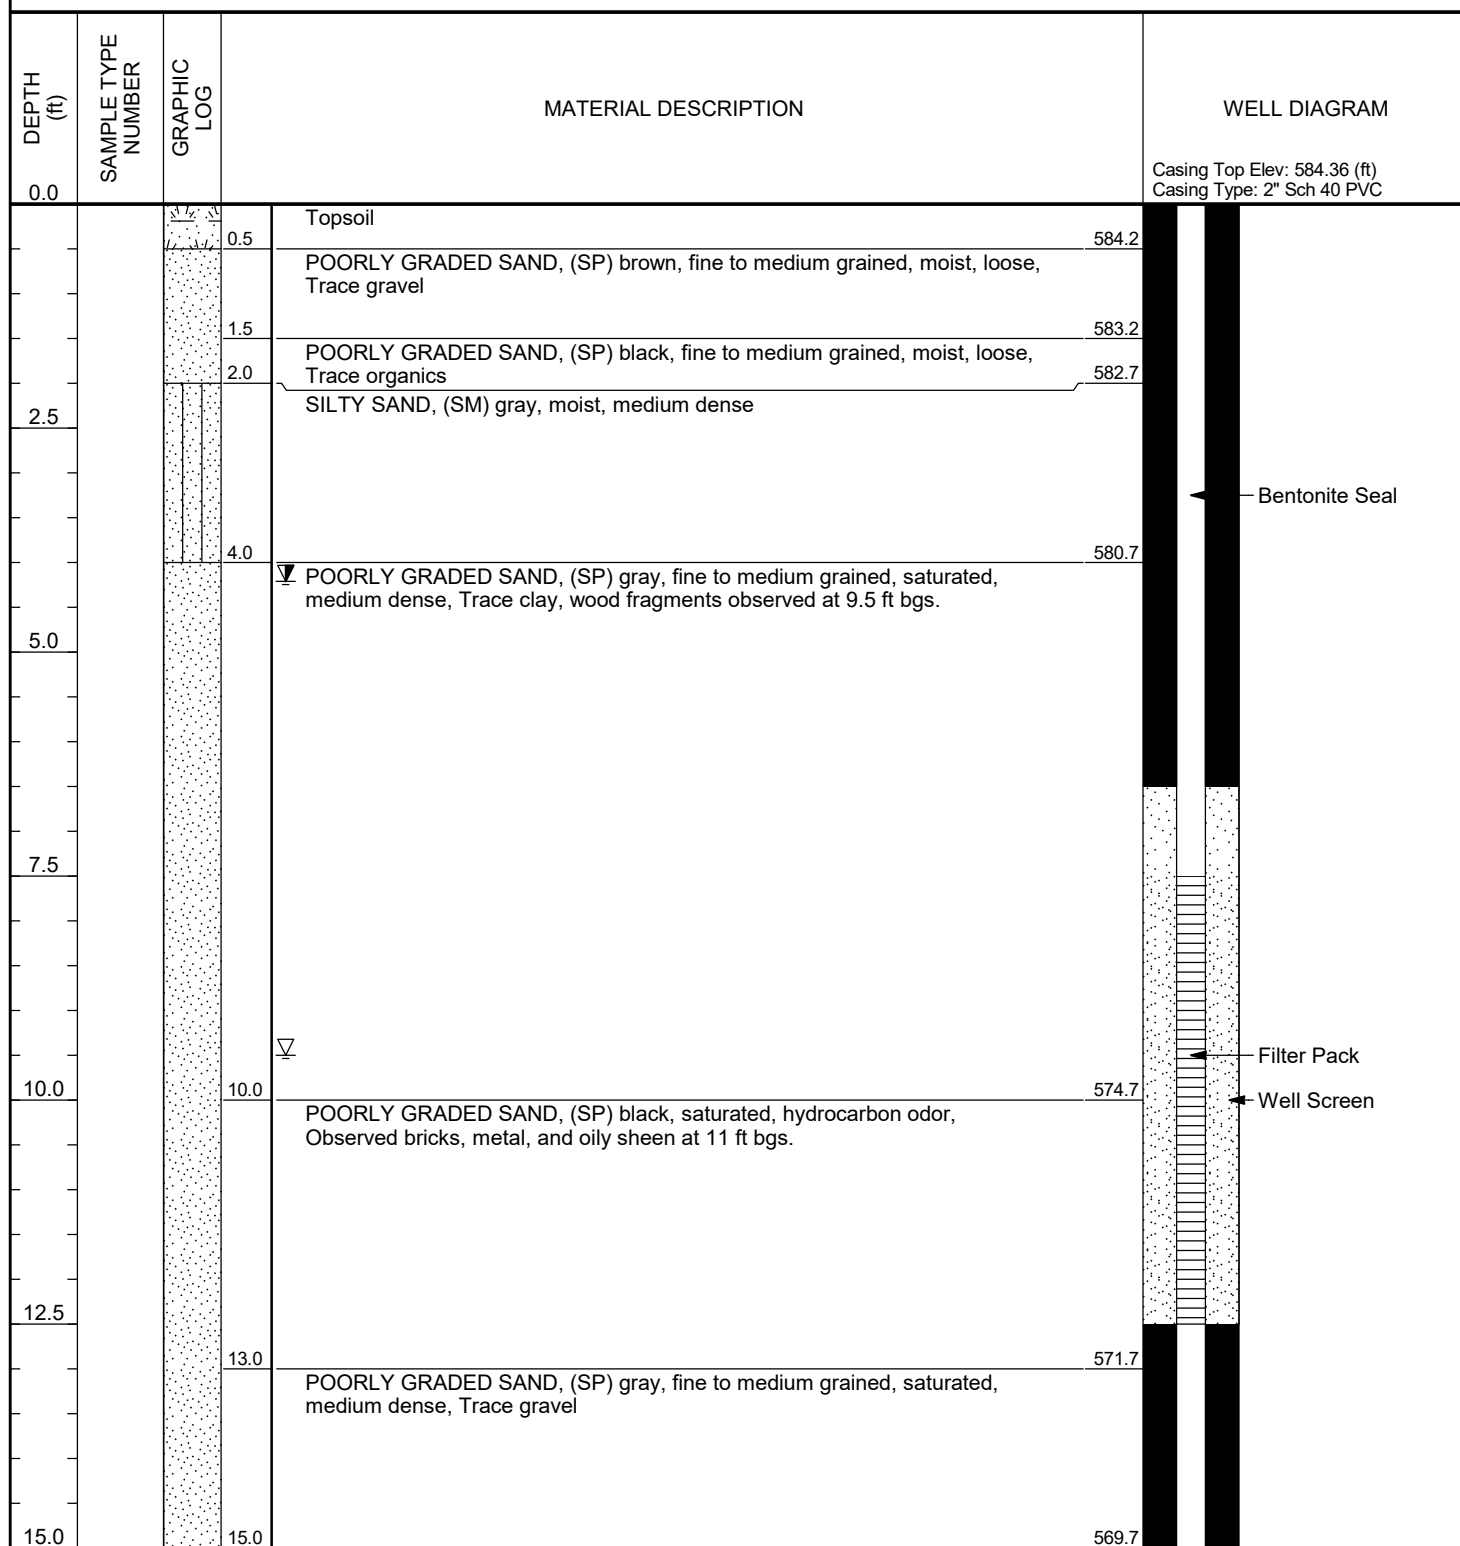 DEPTH
(ft)
SAMPLE TYPE
NUMBER
GRAPHIC
LOG
MATERIAL DESCRIPTION
WELL DIAGRAM
Casing Top Elev: 584.36 (ft)
Casing Type: 2" Sch 40 PVC
0.0
Topsoil
0.5 584.2
POORLY GRADED SAND, (SP) brown, fine to medium grained, moist, loose,
Trace gravel
1.5 583.2
POORLY GRADED SAND, (SP) black, fine to medium grained, moist, loose,
Trace organics
2.0 582.7
SILTY SAND, (SM) gray, moist, medium dense
2.5
Bentonite Seal
4.0 580.7
POORLY GRADED SAND, (SP) gray, fine to medium grained, saturated,
medium dense, Trace clay, wood fragments observed at 9.5 ft bgs.
5.0
7.5
Filter Pack
10.0 10.0 574.7
Well Screen
POORLY GRADED SAND, (SP) black, saturated, hydrocarbon odor,
Observed bricks, metal, and oily sheen at 11 ft bgs.
12.5
13.0 571.7
POORLY GRADED SAND, (SP) gray, fine to medium grained, saturated,
medium dense, Trace gravel
15.0 15.0 569.7